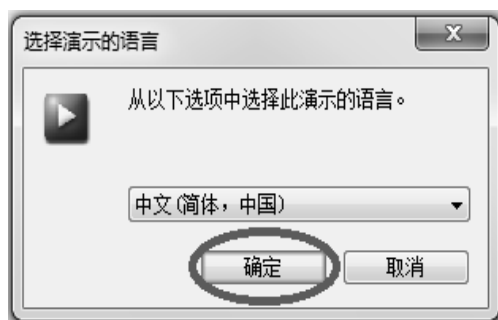 选择演示的语言
从以下选项中选择此演示的语言。
中文(简体，中国)
确定
取消